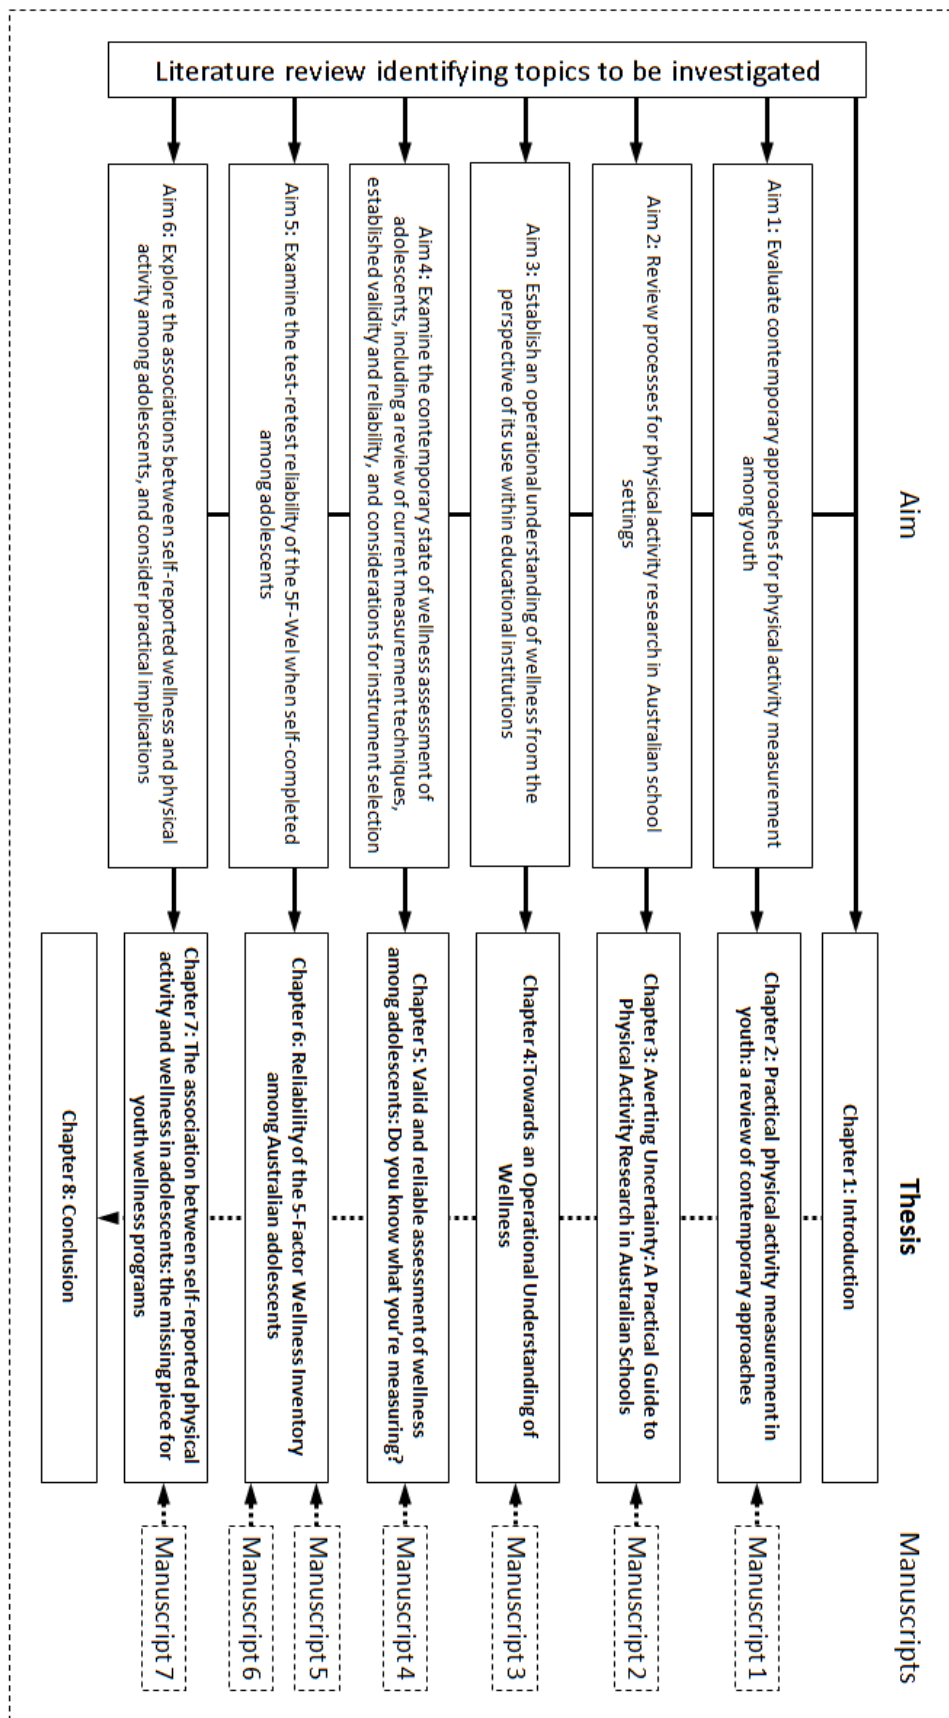 Aim
Thesis
Manuscripts
Literature review identifying topics to be investigated
Chapter 1: Introduction
Aim 1: Evaluate contemporary approaches for physical activity measurement
among youth
Chapter 2: Practical physical activity measurement in
youth: a review of contemporary approaches
Manuscript 1
Aim 2: Review processes for physical activity research in Australian school
settings
Chapter 3: Averting Uncertainty: A Practical Guide to
Physical Activity Research in Australian Schools
Manuscript 2
Aim 3: Establish an operational understanding of wellness from the
perspective of its use within educational institutions
Chapter 4:Towards an Operational Understanding of
Wellness
Manuscript 3
Aim 4: Examine the contemporary state of wellness assessment of
adolescents, including a review of current measurement techniques,
established validity and reliability, and considerations for instrument selection
Chapter 5: Valid and reliable assessment of wellness
among adolescents: Do you know what you're measuring?
Manuscript 4
Aim 5: Examine the test-retest reliability of the 5F-Wel when self-completed
among adolescents
Chapter 6: Reliability of the 5-Factor Wellness Inventory
among Australian adolescents
Manuscript 5
Manuscript 6
Aim 6: Explore the associations between self-reported wellness and physical
activity among adolescents, and consider practical implications
Chapter 7: The association between self-reported physical
activity and wellness in adolescents: the missing piece for
youth wellness programs
Manuscript 7
Chapter 8: Conclusion